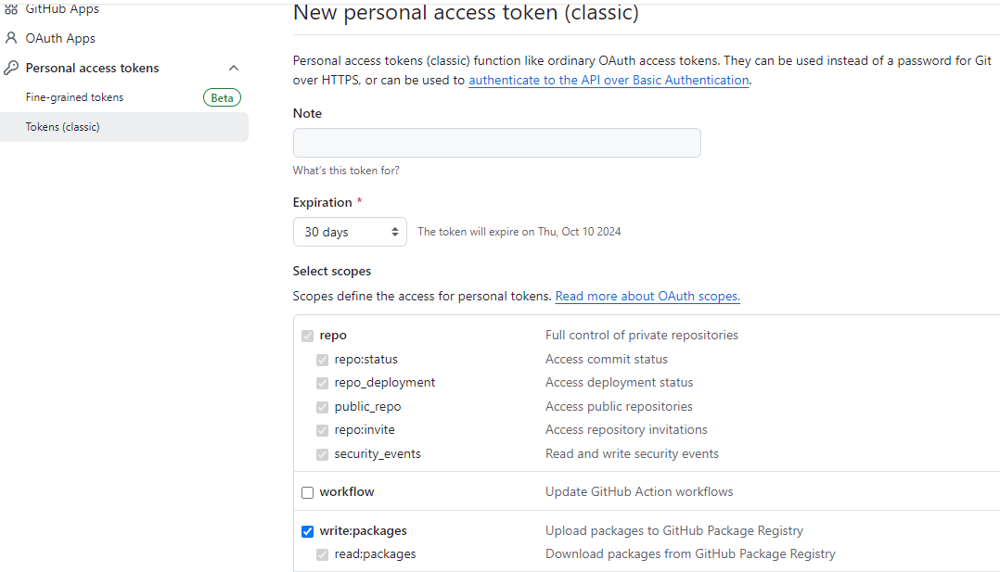 GitHub Apps
OAuth Apps
Personal access tokens
Fine-grained tokens Beta
Tokens (classic)
New personal access token (classic)
Personal access tokens (classic) function like ordinary OAuth access tokens. They can be used instead of a password for Git
over HTTPS, or can be used to authenticate to the API over Basic Authentication.
Note
What's this token for?
Expiration *
30 days The token will expire on Thu, Oct 10 2024
Select scopes
Scopes define the access for personal tokens. Read more about OAuth scopes.
repo Full control of private repositories
repo:status Access commit status
repo_deployment Access deployment status
public_repo Access public repositories
repo:invite Access repository invitations
security_events Read and write security events
workflow Update GitHub Action workflows
write:packages Upload packages to GitHub Package Registry
read:packages Download packages from GitHub Package Registry